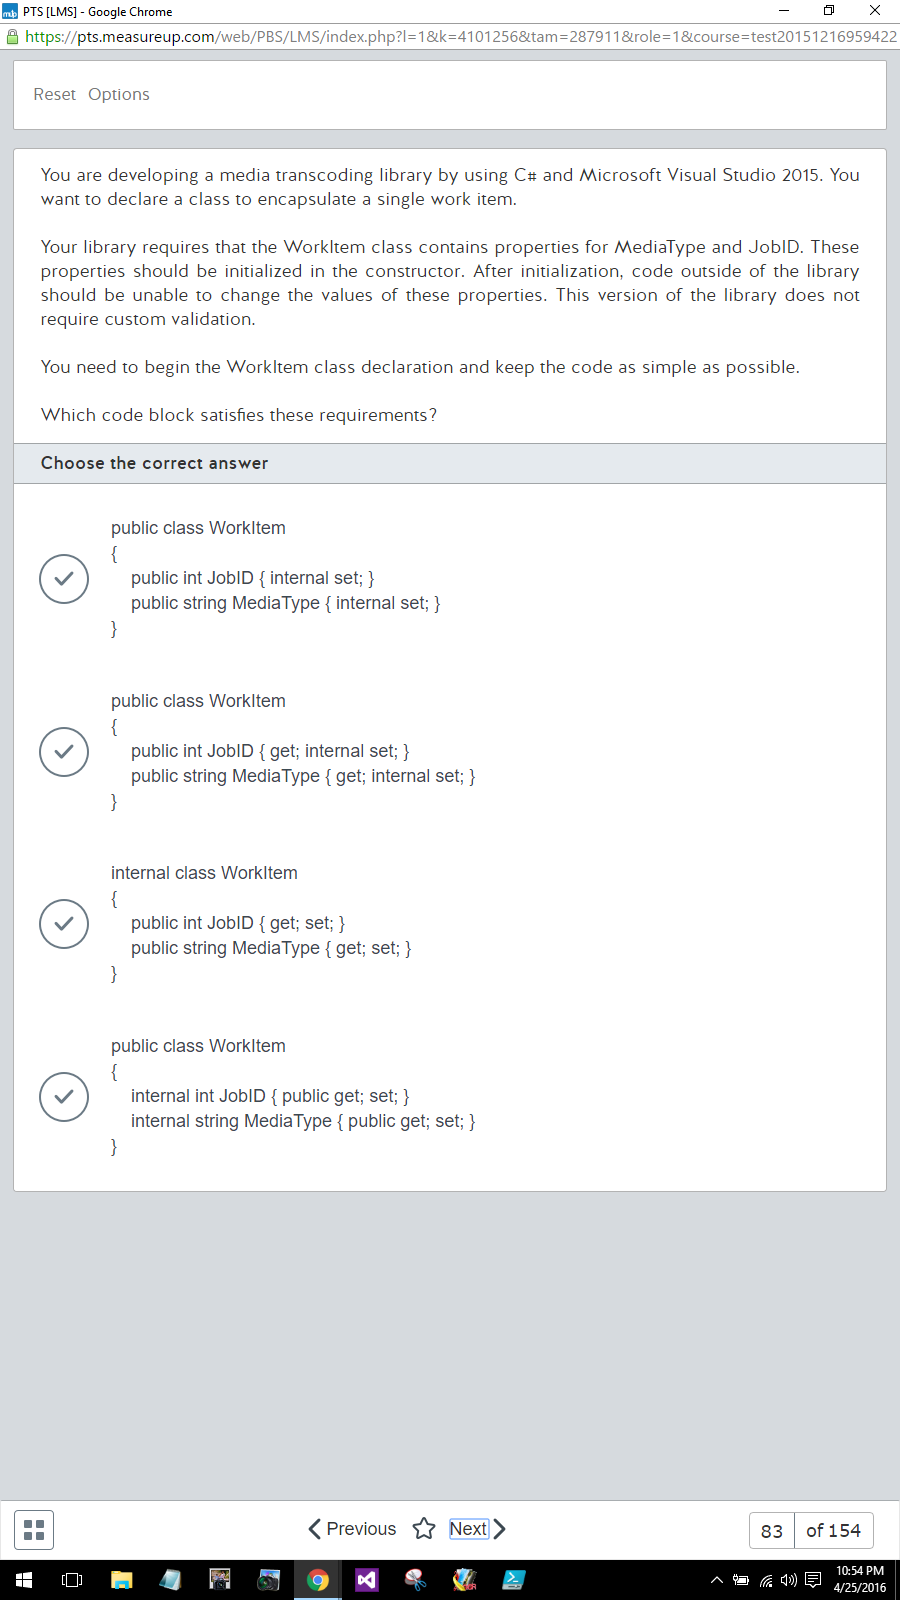 PTS [LMS] - Google Chrome
https://pts.measureup.com/web/PBS/LMS/index.php?l=1&k=4101256&tam=287911&role=1&course=test20151216959422
Reset Options
You are developing a media transcoding library by using C# and Microsoft Visual Studio 2015. You
want to declare a class to encapsulate a single work item.
Your library requires that the WorkItem class contains properties for MediaType and JobID. These
properties should be initialized in the constructor. After initialization, code outside of the library
should be unable to change the values of these properties. This version of the library does not
require custom validation.
You need to begin the WorkItem class declaration and keep the code as simple as possible.
Which code block satisfies these requirements?
Choose the correct answer
public class WorkItem
{
public int JobID { internal set; }
public string MediaType { internal set; }
}
public class WorkItem
{
public int JobID { get; internal set; }
public string MediaType { get; internal set; }
}
internal class WorkItem
{
public int JobID { get; set; }
public string MediaType { get; set; }
}
public class WorkItem
{
internal int JobID { public get; set; }
internal string MediaType { public get; set; }
}
Previous Next
83 of 154
10:54 PM
4/25/2016